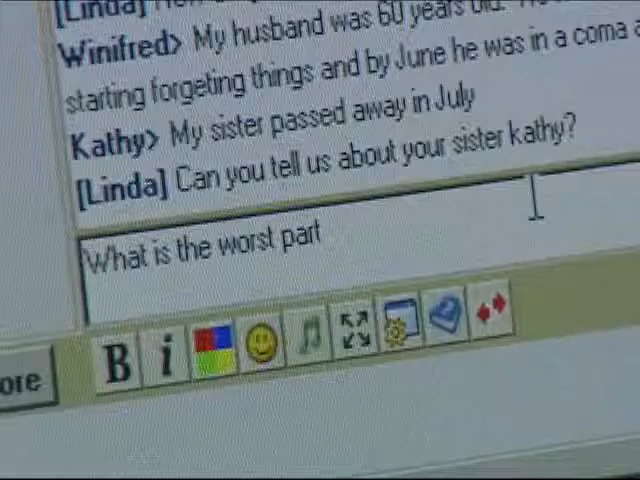 [Linda]
Winifred> My husband was 60 years old.
starting forgeting things and by June he was in a coma
Kathy> My sister passed away in July
[Linda] Can you tell us about your sister kathy?
What is the worst part
B i
ore